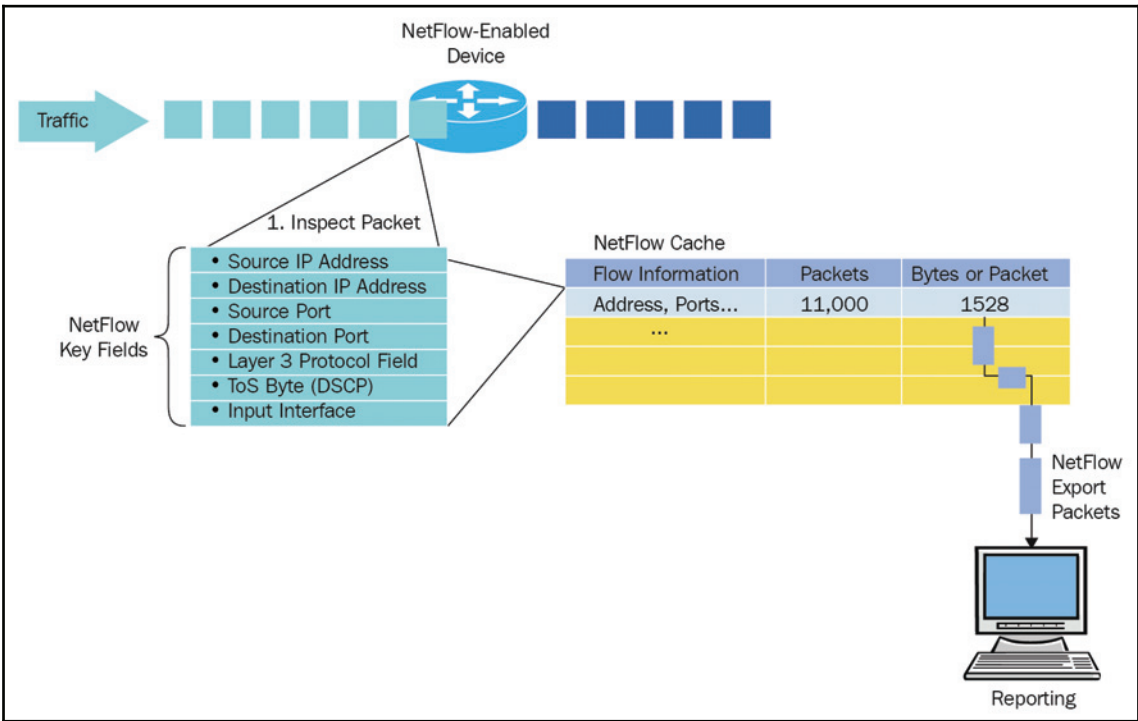 NetFlow-Enabled
Device
Traffic
1. Inspect Packet
NetFlow
Key Fields
• Source IP Address
• Destination IP Address
• Source Port
• Destination Port
• Layer 3 Protocol Field
• ToS Byte (DSCP)
• Input Interface
NetFlow Cache
Flow Information Packets Bytes or Packet
Address, Ports... 11,000 1528
...
NetFlow
Export
Packets
Reporting